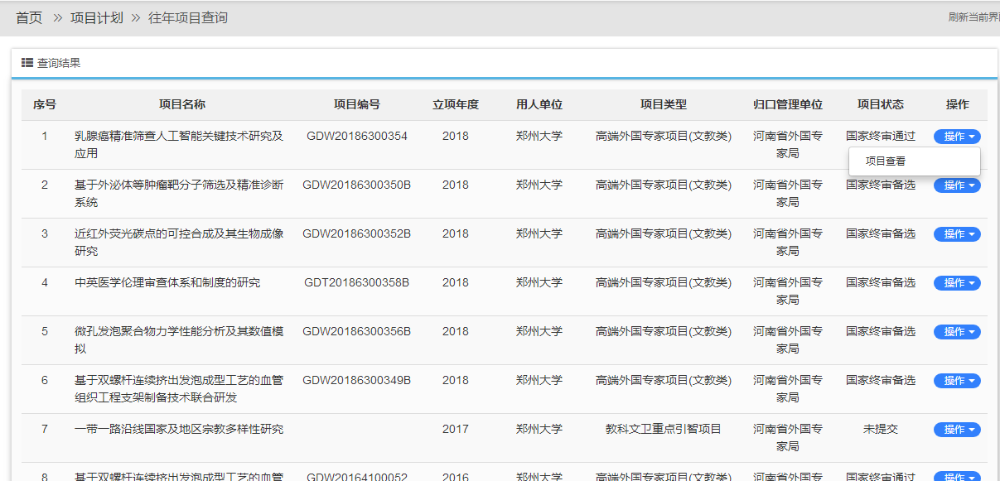 首页 » 项目计划 » 往年项目查询
刷新当前界
查询结果
序号 项目名称 项目编号 立项年度 用人单位 项目类型 归口管理单位 项目状态 操作
1 乳腺癌精准筛查人工智能关键技术研究及 GDW20186300354 2018 郑州大学 高端外国专家项目(文教类) 河南省外国专 国家终审通过 操作
应用 家局
项目查看
2 基于外泌体等肿瘤靶分子筛选及精准诊断 GDW20186300350B 2018 郑州大学 高端外国专家项目(文教类) 河南省外国专 国家终审备选 操作
系统 家局
3 近红外荧光碳点的可控合成及其生物成像 GDW20186300352B 2018 郑州大学 高端外国专家项目(文教类) 河南省外国专 国家终审备选 操作
研究 家局
4 中英医学伦理审查体系和制度的研究 GDT20186300358B 2018 郑州大学 高端外国专家项目(文教类) 河南省外国专 国家终审备选 操作
家局
5 微孔发泡聚合物力学性能分析及其数值模 GDW20186300356B 2018 郑州大学 高端外国专家项目(文教类) 河南省外国专 国家终审备选 操作
拟 家局
6 基于双螺杆连续挤出发泡成型工艺的血管 GDW20186300349B 2018 郑州大学 高端外国专家项目(文教类) 河南省外国专 国家终审备选 操作
组织工程支架制备技术联合研发 家局
7 一带一路沿线国家及地区宗教多样性研究 2017 郑州大学 教科文卫重点引智项目 河南省外国专 未提交 操作
家局
8 基于双螺杆连续挤出发泡成型工艺的血管 GDW20164100052 2016 郑州大学 高端外国专家项目(文教类) 河南省外国专 国家终审通过 操作